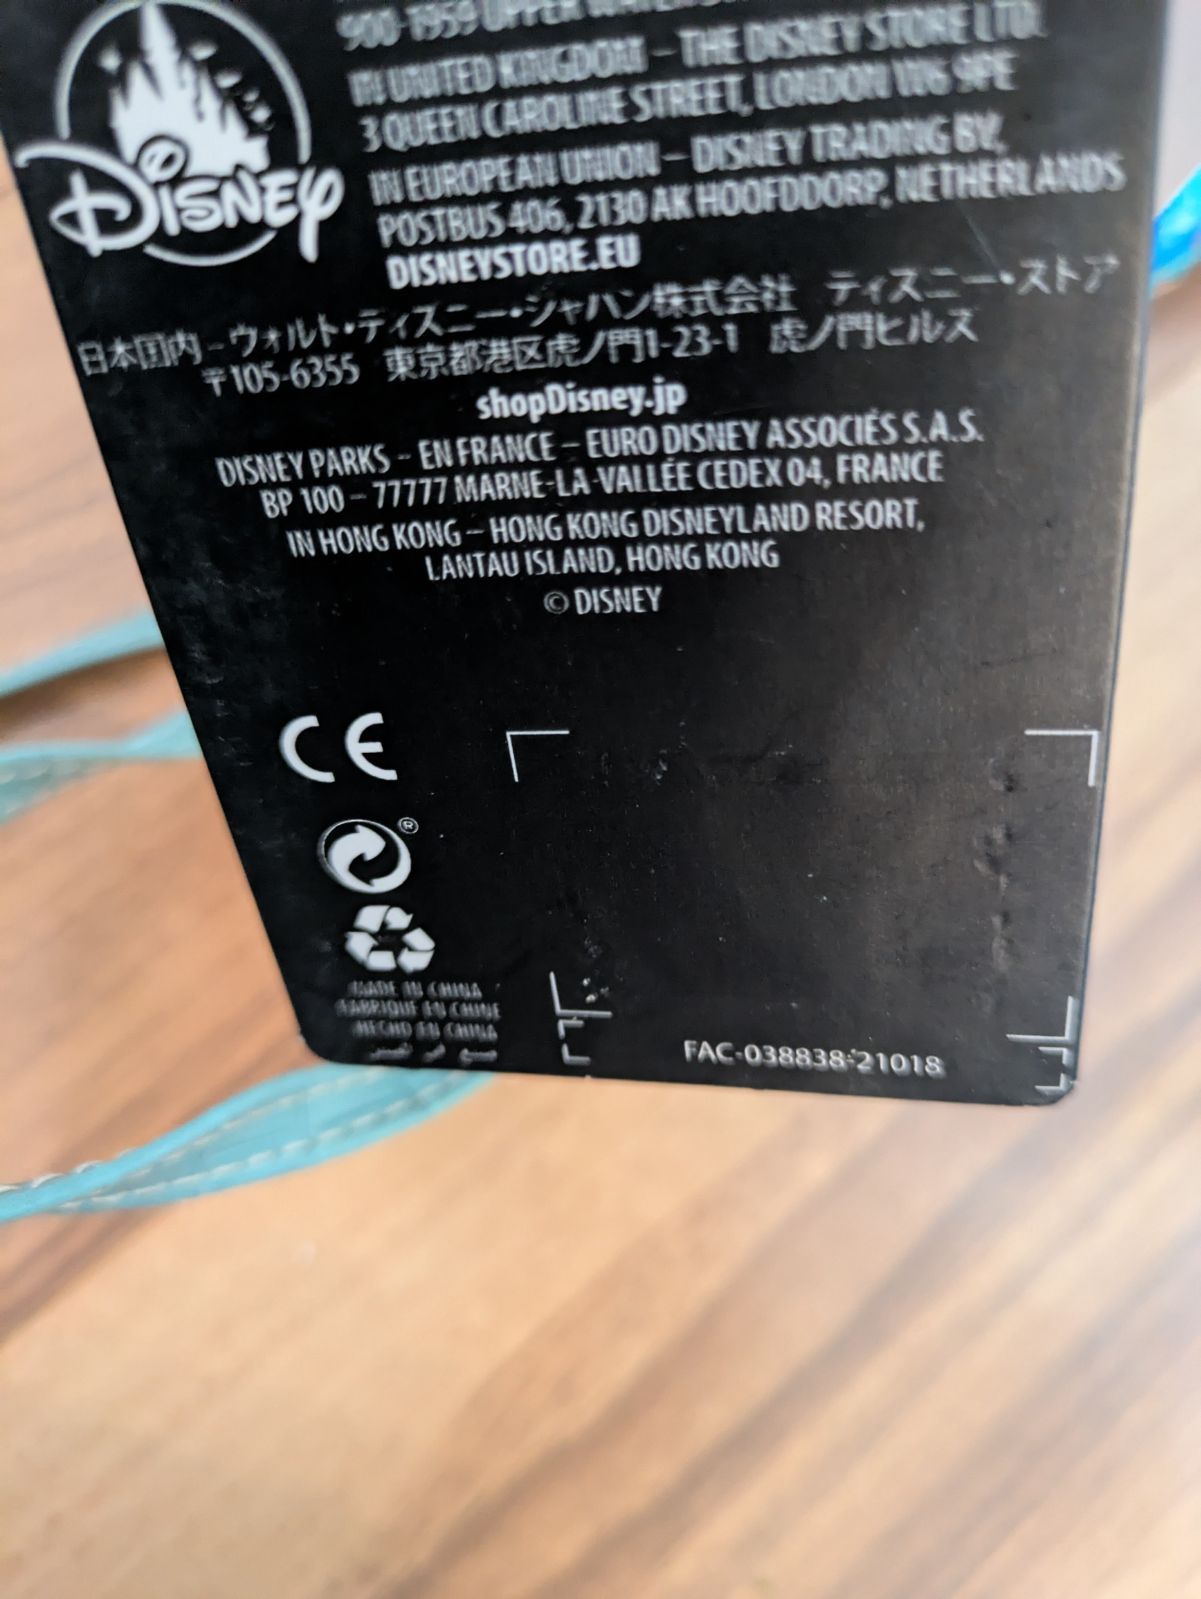 DISNEY
900-1959 UPPER WATER
IN UNITED KINGDOM – THE DISNEY STORE LTD.
3 QUEEN CAROLINE STREET, LONDON W6 9PE
IN EUROPEAN UNION – DISNEY TRADING B.V.
POSTBUS 406, 2130 AK HOOFDDORP, NETHERLANDS
DISNEYSTORE.EU
日本国内 – ウォルト・ディズニー・ジャパン株式会社 ディズニー・ストア
〒105-6355 東京都港区虎ノ門1-23-1 虎ノ門ヒルズ
shopDisney.jp
DISNEY PARKS – EN FRANCE – EURO DISNEY ASSOCIÉS S.A.S.
BP 100 – 77777 MARNE-LA-VALLÉE CEDEX 04, FRANCE
IN HONG KONG – HONG KONG DISNEYLAND RESORT,
LANTAU ISLAND, HONG KONG
© DISNEY
CE
®
MADE IN CHINA
FABRIQUÉ EN CHINE
HECHO EN CHINA
FAC-038838-21018